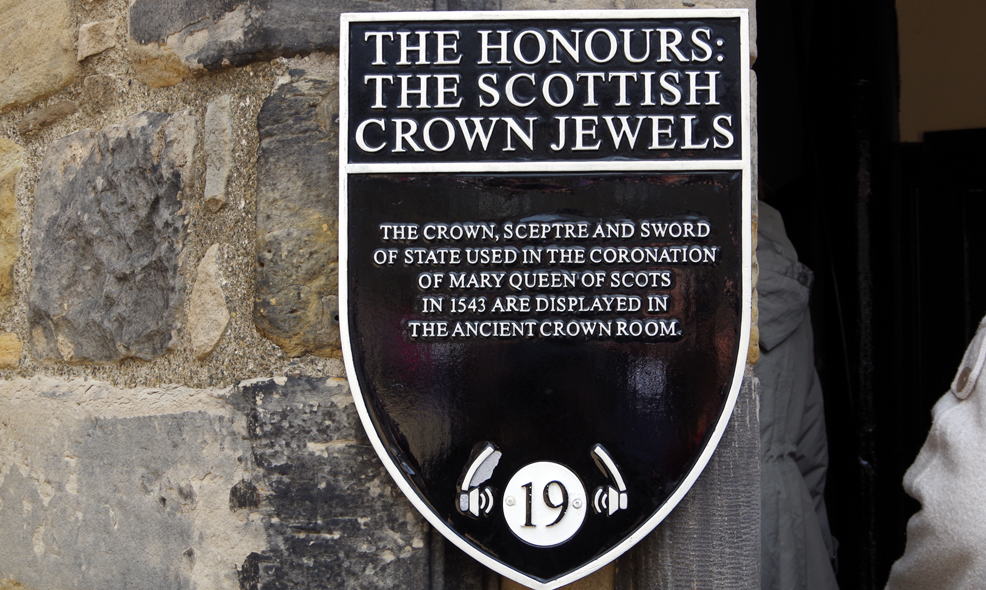 THE HONOURS:
THE SCOTTISH
CROWN JEWELS
THE CROWN, SCEPTRE AND SWORD
OF STATE USED IN THE CORONATION
OF MARY QUEEN OF SCOTS
IN 1543 ARE DISPLAYED IN
THE ANCIENT CROWN ROOM.
19